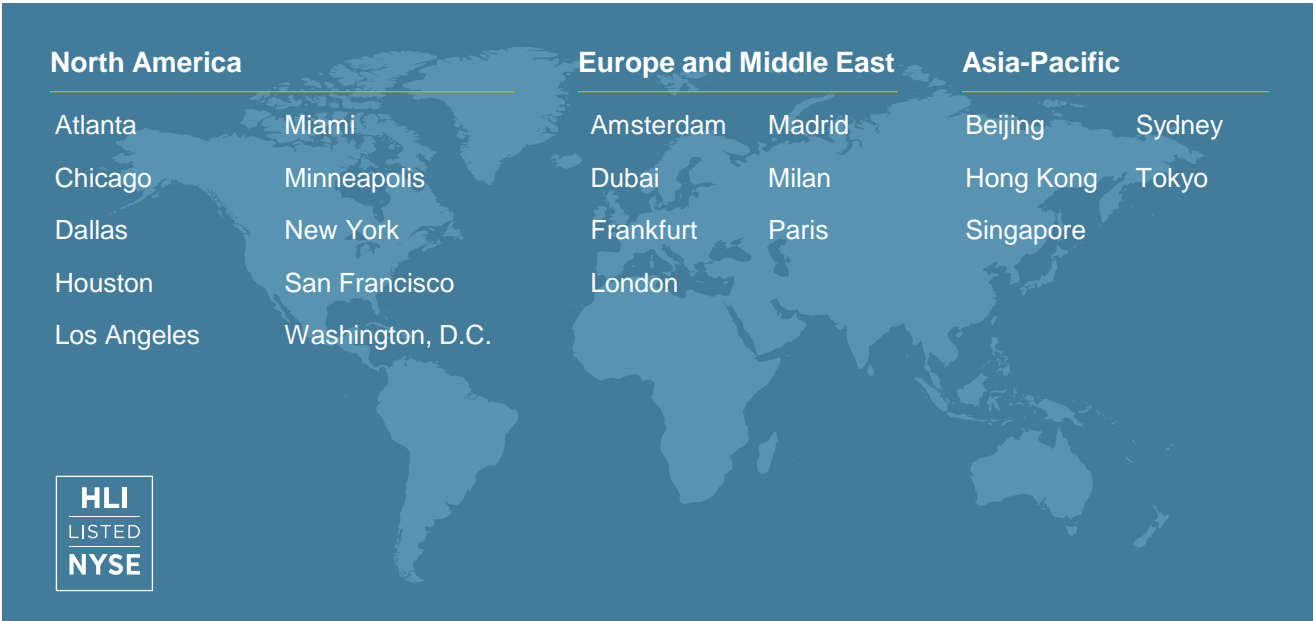 North America
Atlanta
Chicago
Dallas
Houston
Los Angeles
Miami
Minneapolis
New York
San Francisco
Washington, D.C.
Europe and Middle East
Amsterdam
Dubai
Frankfurt
London
Madrid
Milan
Paris
Asia-Pacific
Beijing
Hong Kong
Singapore
Sydney
Tokyo
HLI
LISTED
NYSE